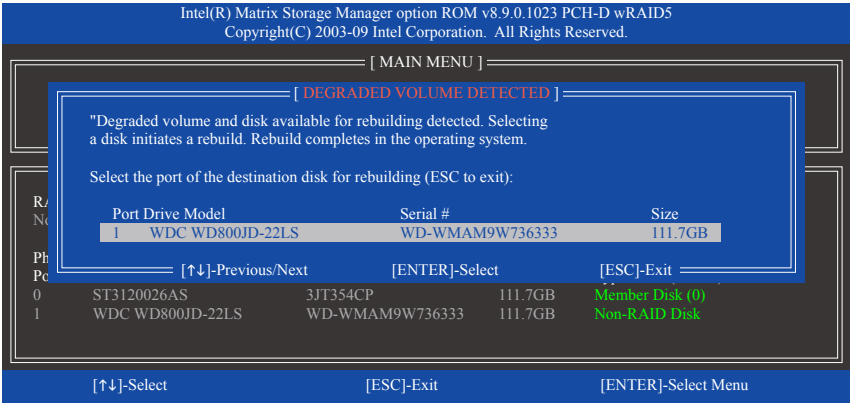 Intel(R) Matrix Storage Manager option ROM v8.9.0.1023 PCH-D wRAID5
Copyright(C) 2003-09 Intel Corporation.  All Rights Reserved.
[ MAIN MENU ]
[ DEGRADED VOLUME DETECTED ]
"Degraded volume and disk available for rebuilding detected. Selecting
a disk initiates a rebuild. Rebuild completes in the operating system.
Select the port of the destination disk for rebuilding (ESC to exit):
Port Drive Model Serial # Size
1 WDC WD800JD-22LS WD-WMAM9W736333 111.7GB
[↑↓]-Previous/Next [ENTER]-Select [ESC]-Exit
0 ST3120026AS 3JT354CP 111.7GB Member Disk (0)
1 WDC WD800JD-22LS WD-WMAM9W736333 111.7GB Non-RAID Disk
[↑↓]-Select [ESC]-Exit [ENTER]-Select Menu